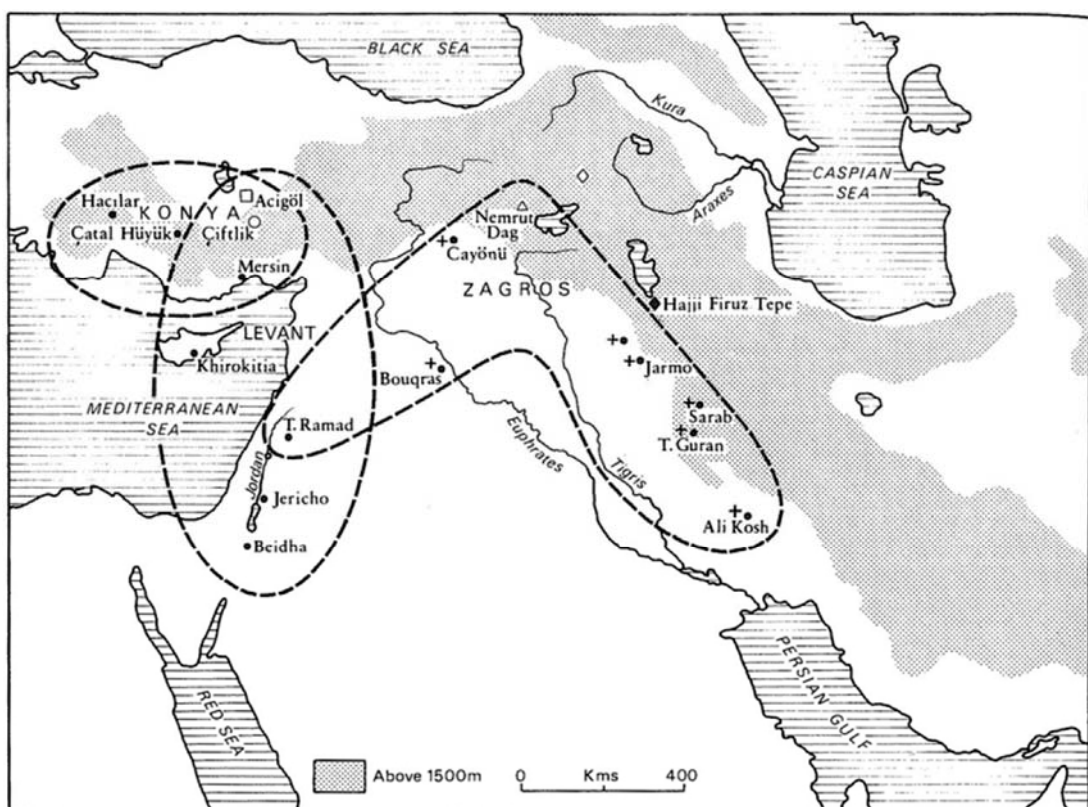 BLACK SEA
Kura
CASPIAN
SEA
Araxes
Hacılar
Acigöl
KONYA
Çatal Hüyük
Çiftlik
Nemrut
Dag
Cayönü
Mersin
ZAGROS
Hajji Firuz Tepe
LEVANT
Khirokitia
Jarmo
Bouqras
MEDITERRANEAN
SEA
Sarab
T. Ramad
T. Guran
Euphrates
Tigris
Jordan
Jericho
Ali Kosh
Beidha
PERSIAN GULF
RED SEA
Above 1500m
0 Kms 400